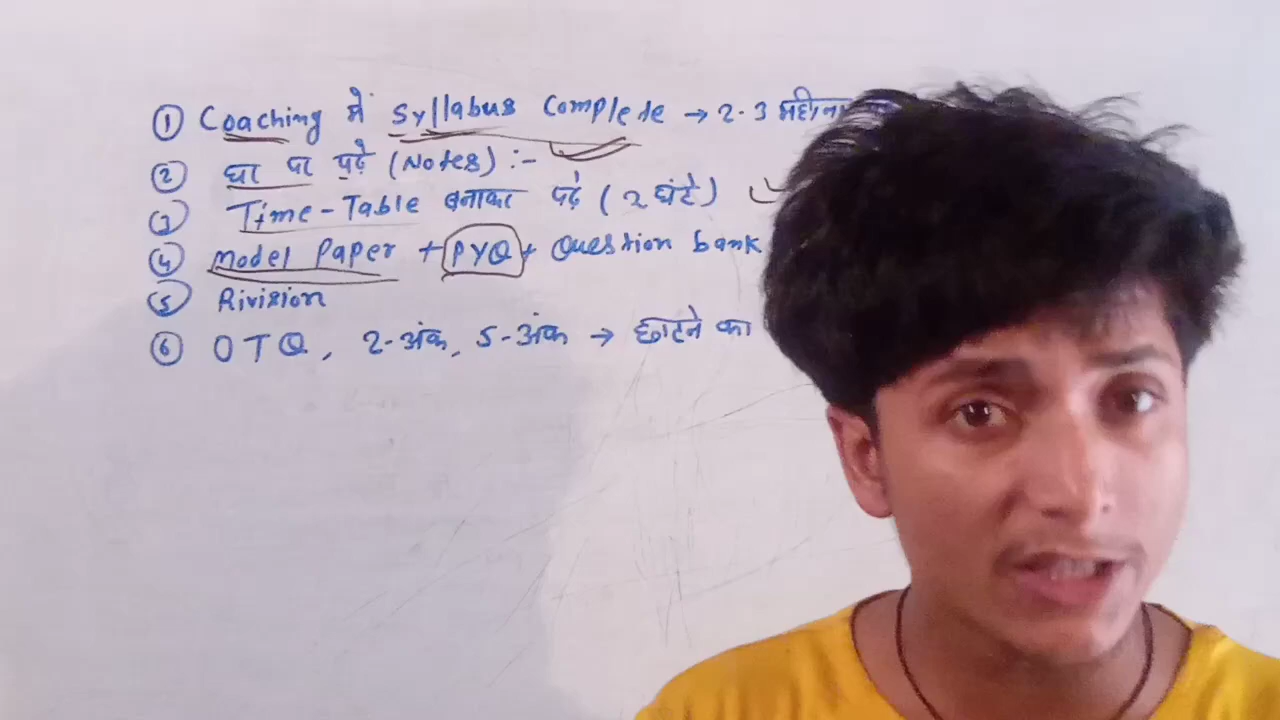 ① Coaching में Syllabus Complete → 2-3 महीना
② घर पर पढ़े (Notes) :-
③ Time-Table बनाकर पढ़े (2 घंटे)
④ Model Paper + PYQ + Question bank
⑤ Rivision
⑥ OTQ, 2-अंक, 5-अंक → छाटने का